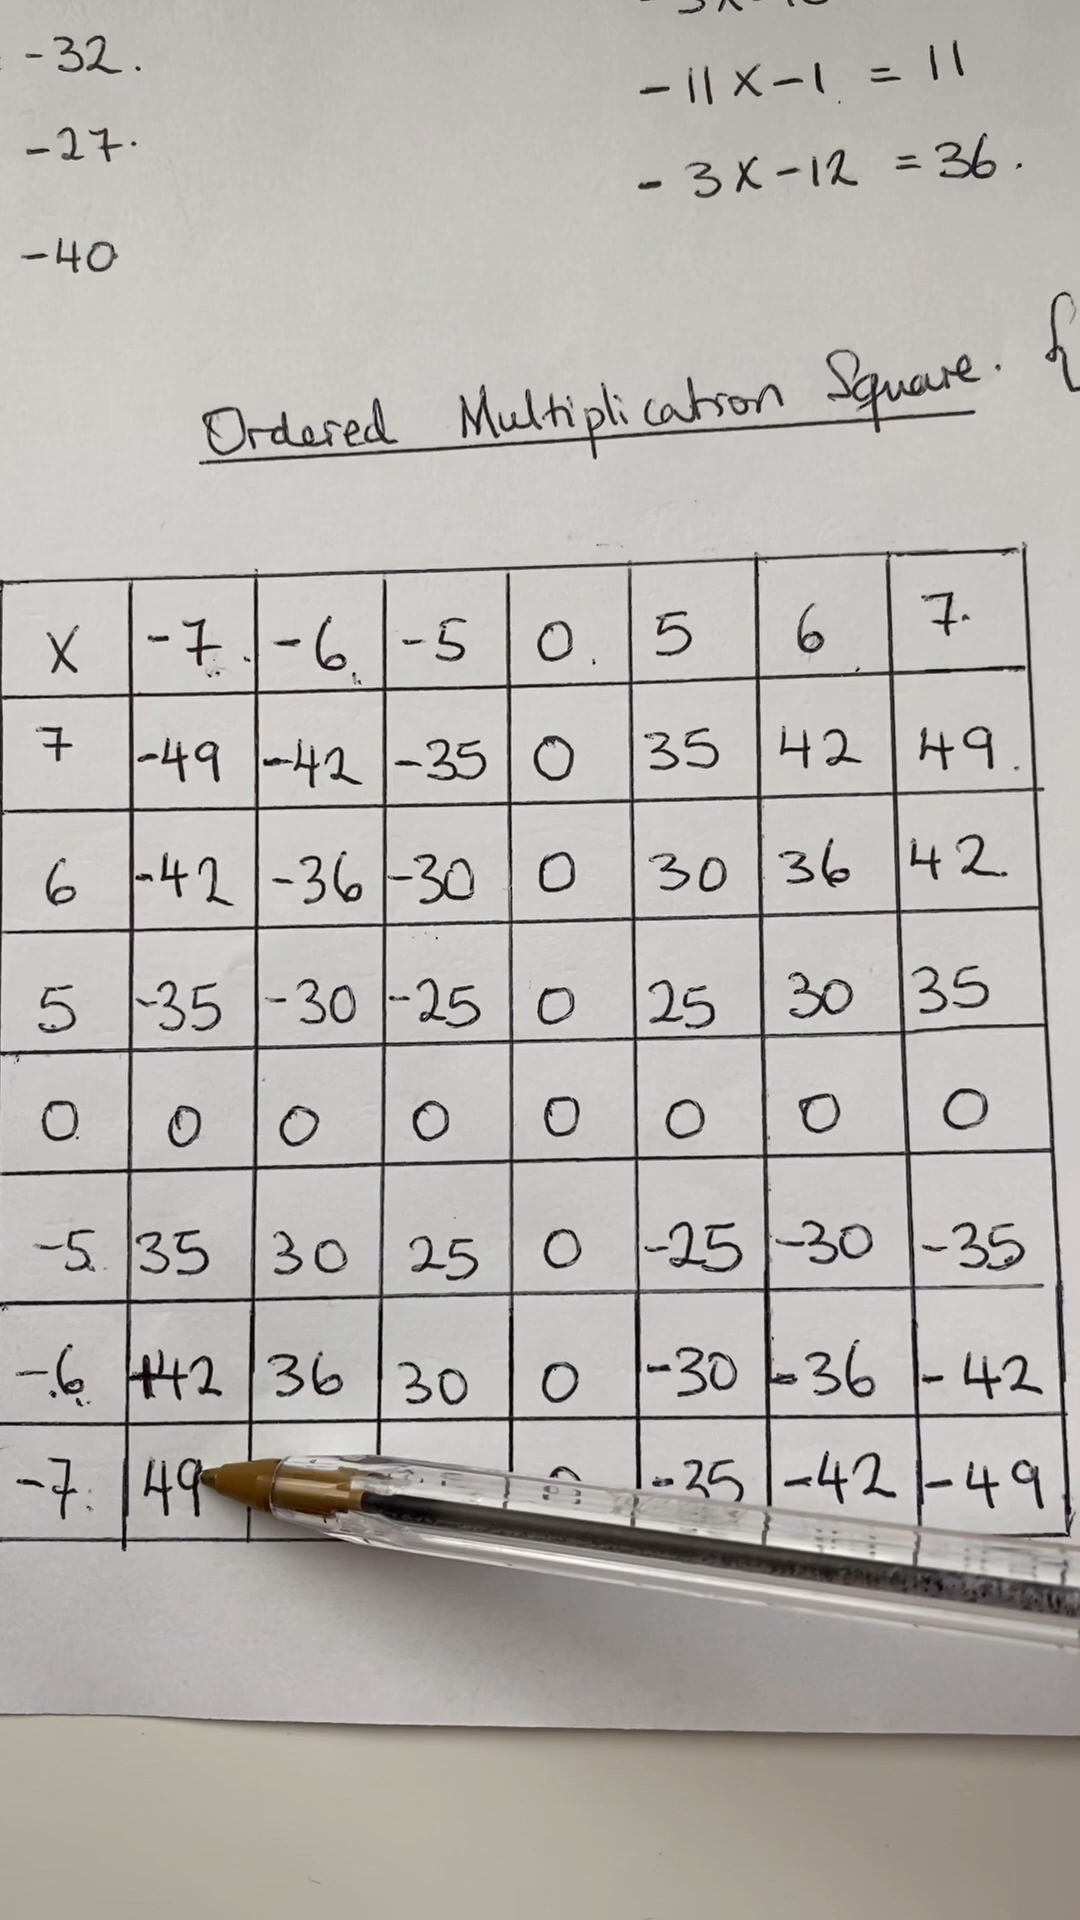 -32.
-11 x -1 = 11
-27.
- 3 x -12 = 36.
-40
Ordered Multiplication Square. {
x -7. -6. -5 0. 5 6 7.
7 -49 -42 -35 0 35 42 49.
6 -42 -36 -30 0 30 36 42.
5 -35 -30 -25 0 25 30 35
0 0 0 0 0 0 0 0
-5. 35 30 25 0 -25 -30 -35
-6. +42 36 30 0 -30 -36 -42
-7. 49 -35 -42 -49